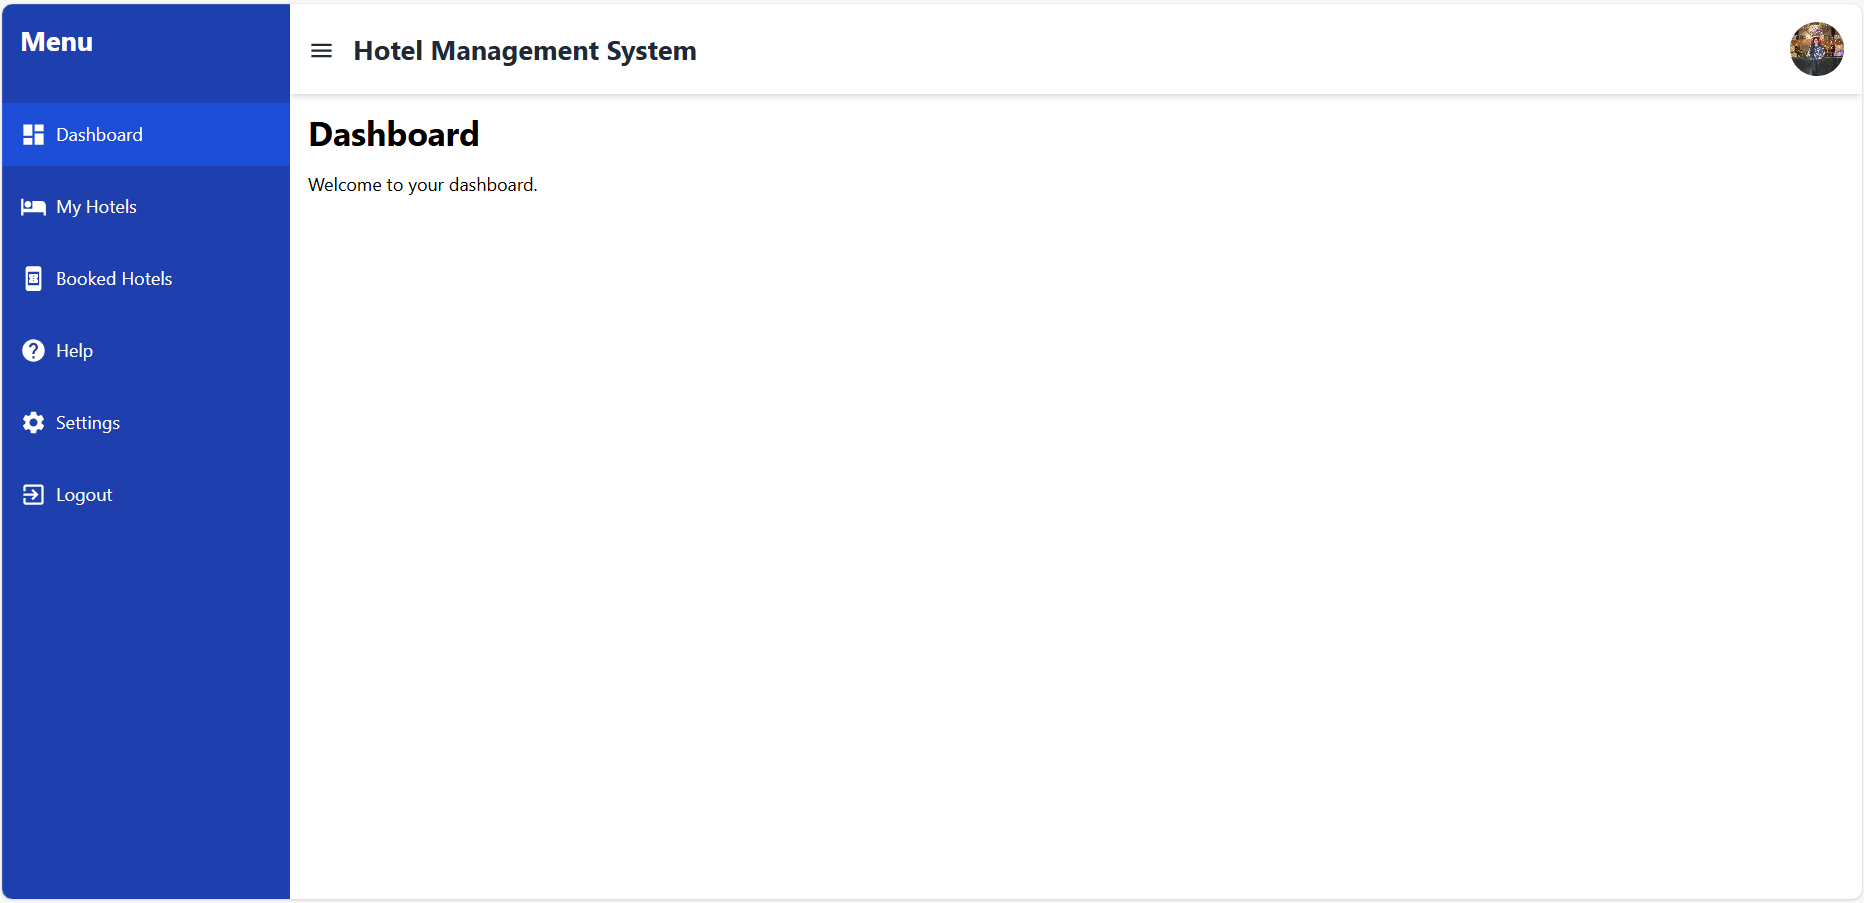 Menu
Dashboard
My Hotels
Booked Hotels
Help
Settings
Logout
Hotel Management System
Dashboard
Welcome to your dashboard.